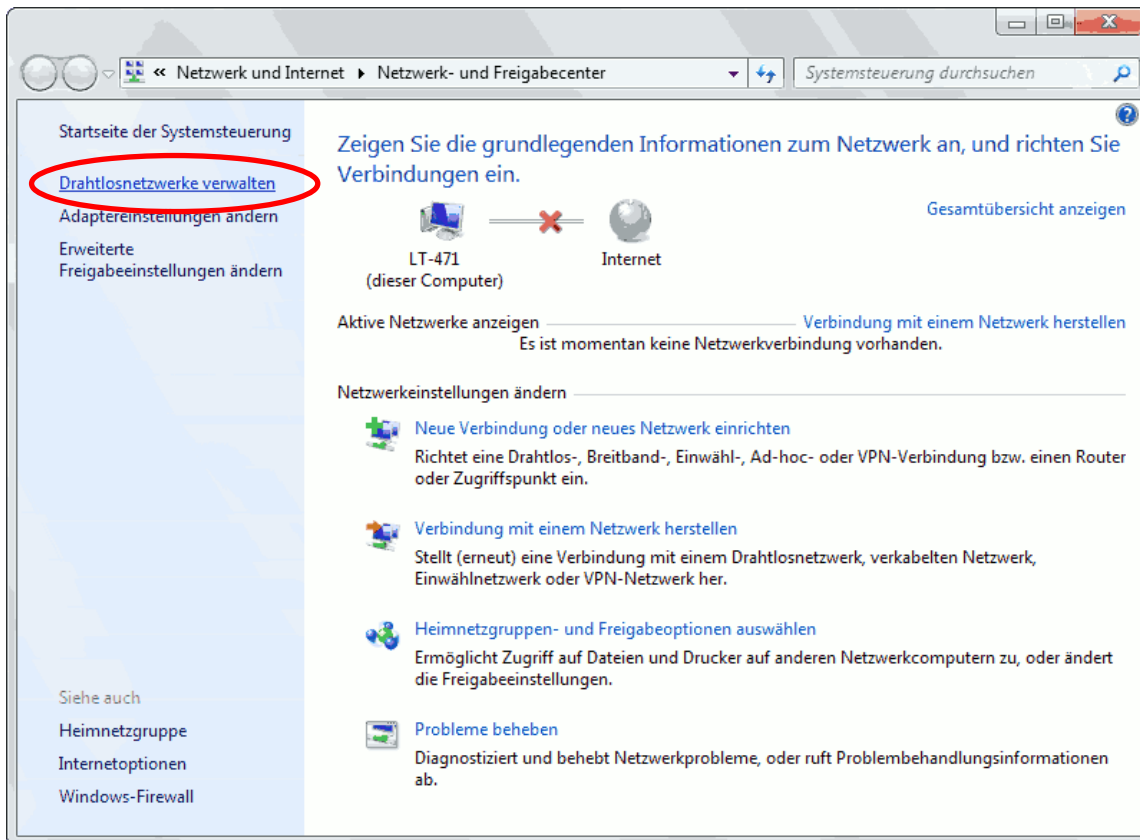 « Netzwerk und Internet ▸ Netzwerk- und Freigabecenter
Systemsteuerung durchsuchen
Startseite der Systemsteuerung
Drahtlosnetzwerke verwalten
Adaptereinstellungen ändern
Erweiterte
Freigabeeinstellungen ändern
Zeigen Sie die grundlegenden Informationen zum Netzwerk an, und richten Sie
Verbindungen ein.
Gesamtübersicht anzeigen
LT-471
(dieser Computer)
Internet
Aktive Netzwerke anzeigen
Verbindung mit einem Netzwerk herstellen
Es ist momentan keine Netzwerkverbindung vorhanden.
Netzwerkeinstellungen ändern
Neue Verbindung oder neues Netzwerk einrichten
Richtet eine Drahtlos-, Breitband-, Einwähl-, Ad-hoc- oder VPN-Verbindung bzw. einen Router
oder Zugriffspunkt ein.
Verbindung mit einem Netzwerk herstellen
Stellt (erneut) eine Verbindung mit einem Drahtlosnetzwerk, verkabelten Netzwerk,
Einwählnetzwerk oder VPN-Netzwerk her.
Heimnetzgruppen- und Freigabeoptionen auswählen
Ermöglicht Zugriff auf Dateien und Drucker auf anderen Netzwerkcomputern zu, oder ändert
die Freigabeeinstellungen.
Probleme beheben
Diagnostiziert und behebt Netzwerkprobleme, oder ruft Problembehandlungsinformationen
ab.
Siehe auch
Heimnetzgruppe
Internetoptionen
Windows-Firewall